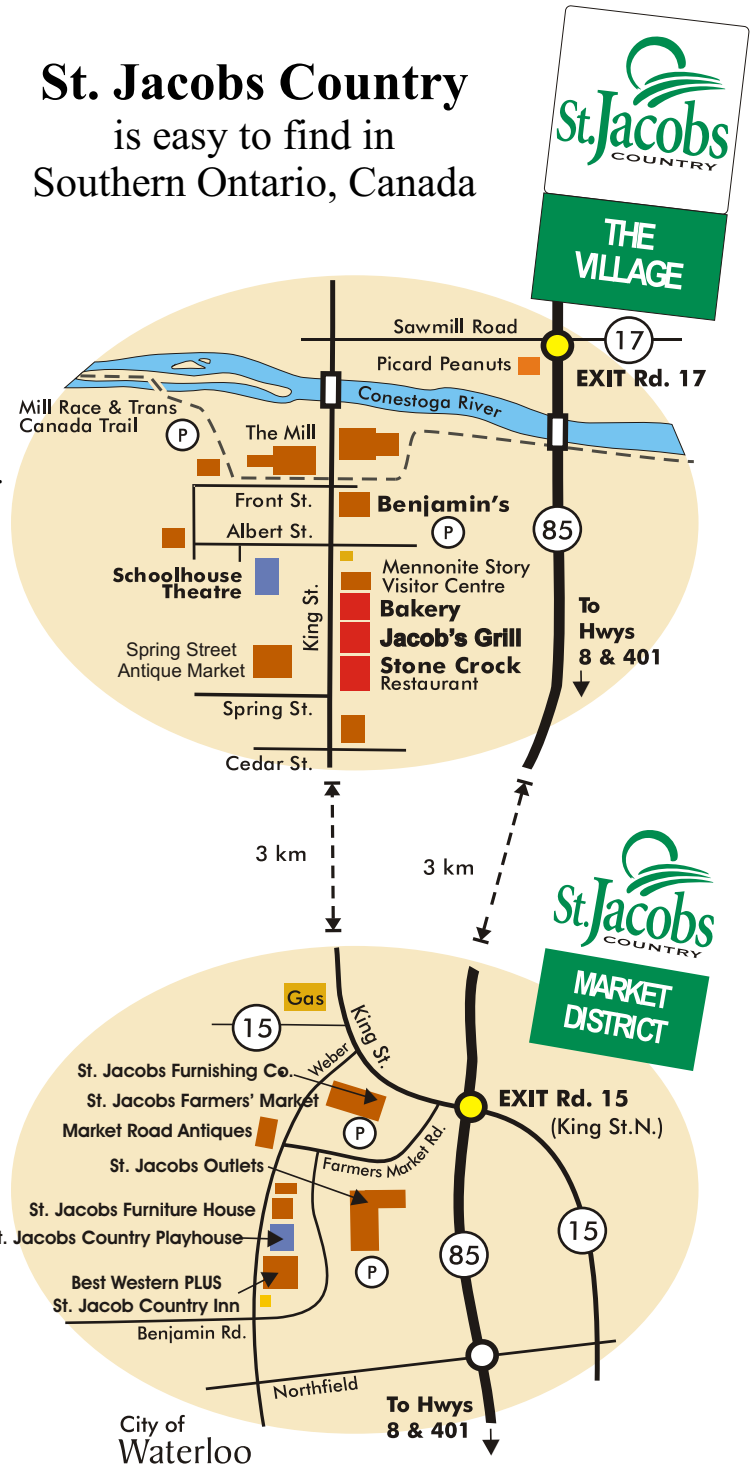 St. Jacobs Country
is easy to find in
Southern Ontario, Canada
St. Jacobs
COUNTRY
THE
VILLAGE
Sawmill Road
17
Picard Peanuts
EXIT Rd. 17
Conestoga River
Mill Race & Trans
Canada Trail
P
The Mill
Front St.
Benjamin's
Albert St.
P
85
Schoolhouse
Theatre
Mennonite Story
Visitor Centre
Bakery
King St.
Jacob's Grill
To
Hwys
8 & 401
Spring Street
Antique Market
Stone Crock
Restaurant
Spring St.
Cedar St.
3 km
3 km
St. Jacobs
COUNTRY
MARKET
DISTRICT
Gas
15
King St.
Weber
St. Jacobs Furnishing Co.
St. Jacobs Farmers' Market
EXIT Rd. 15
(King St.N.)
Market Road Antiques
P
Farmers Market Rd.
St. Jacobs Outlets
St. Jacobs Furniture House
t. Jacobs Country Playhouse
15
85
P
Best Western PLUS
St. Jacob Country Inn
Benjamin Rd.
Northfield
To Hwys
8 & 401
City of
Waterloo